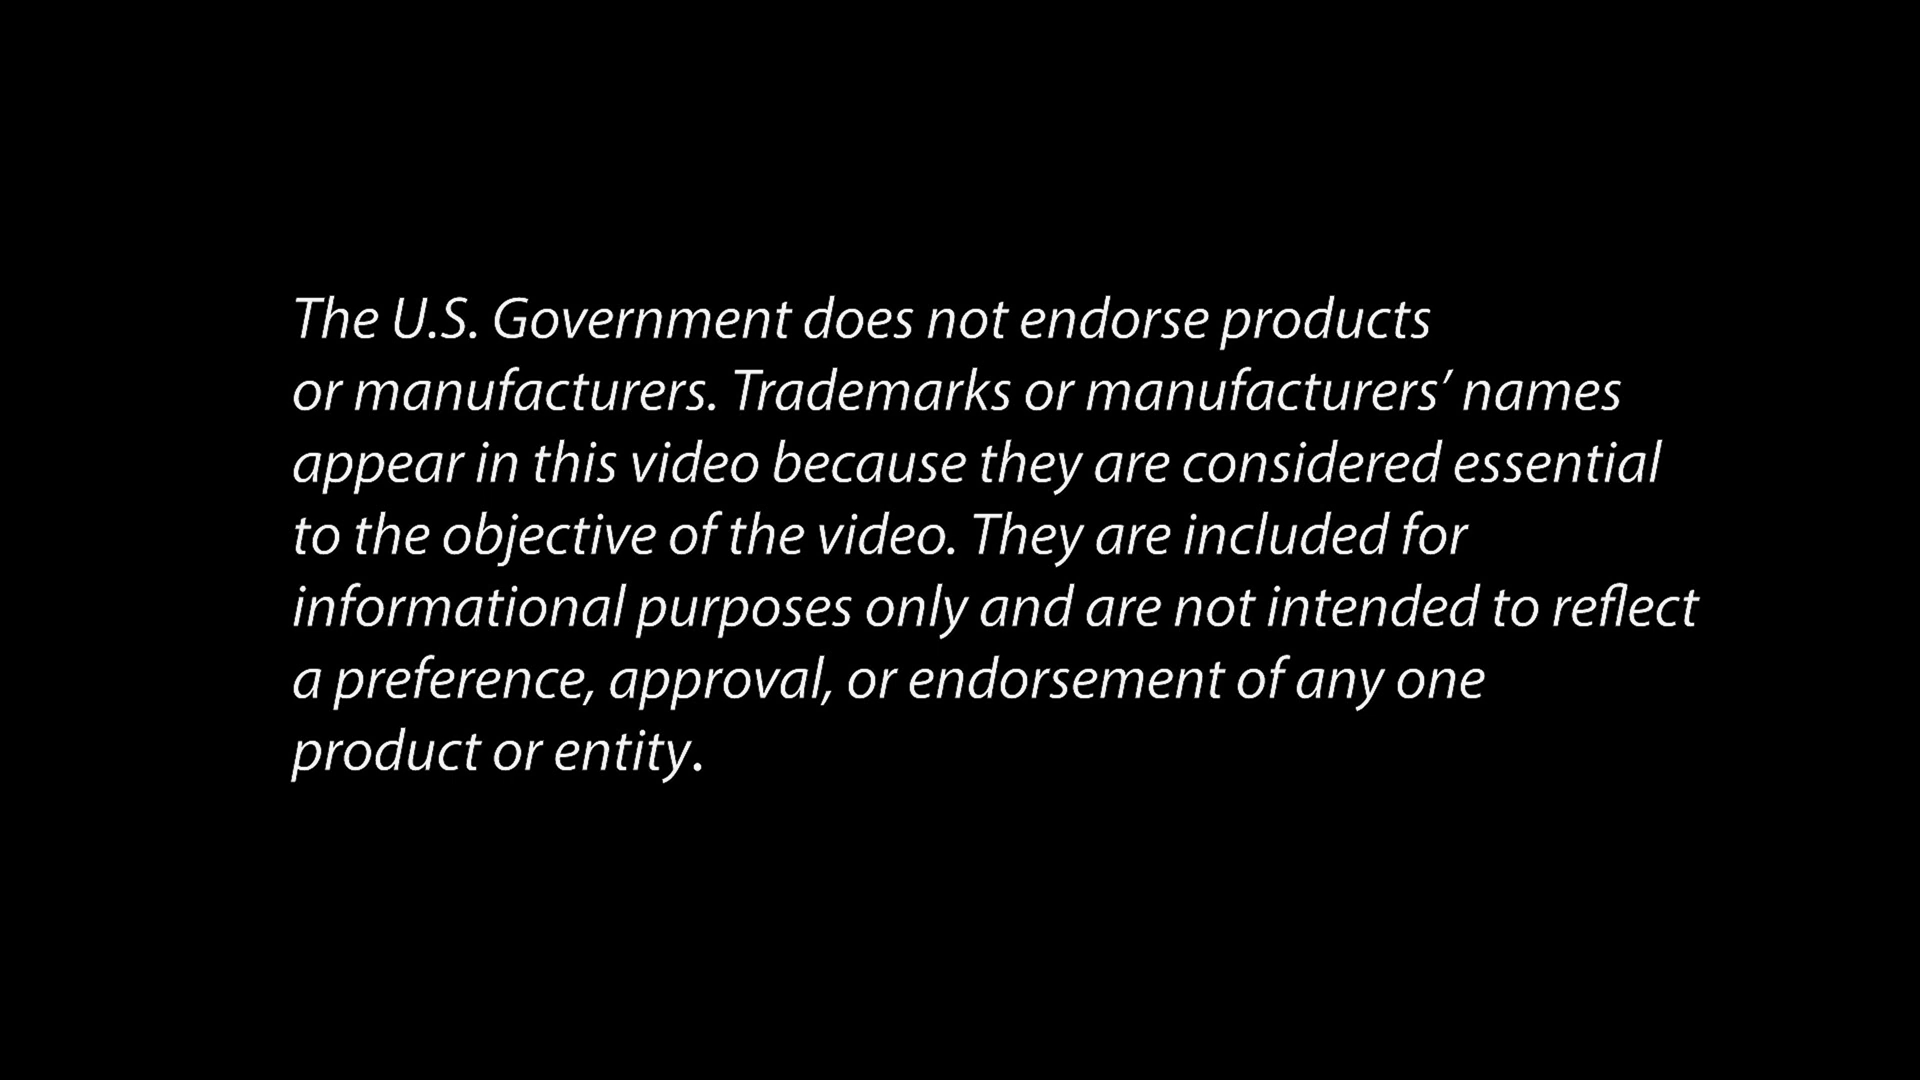 The U.S. Government does not endorse products
or manufacturers. Trademarks or manufacturers’ names
appear in this video because they are considered essential
to the objective of the video. They are included for
informational purposes only and are not intended to reflect
a preference, approval, or endorsement of any one
product or entity.